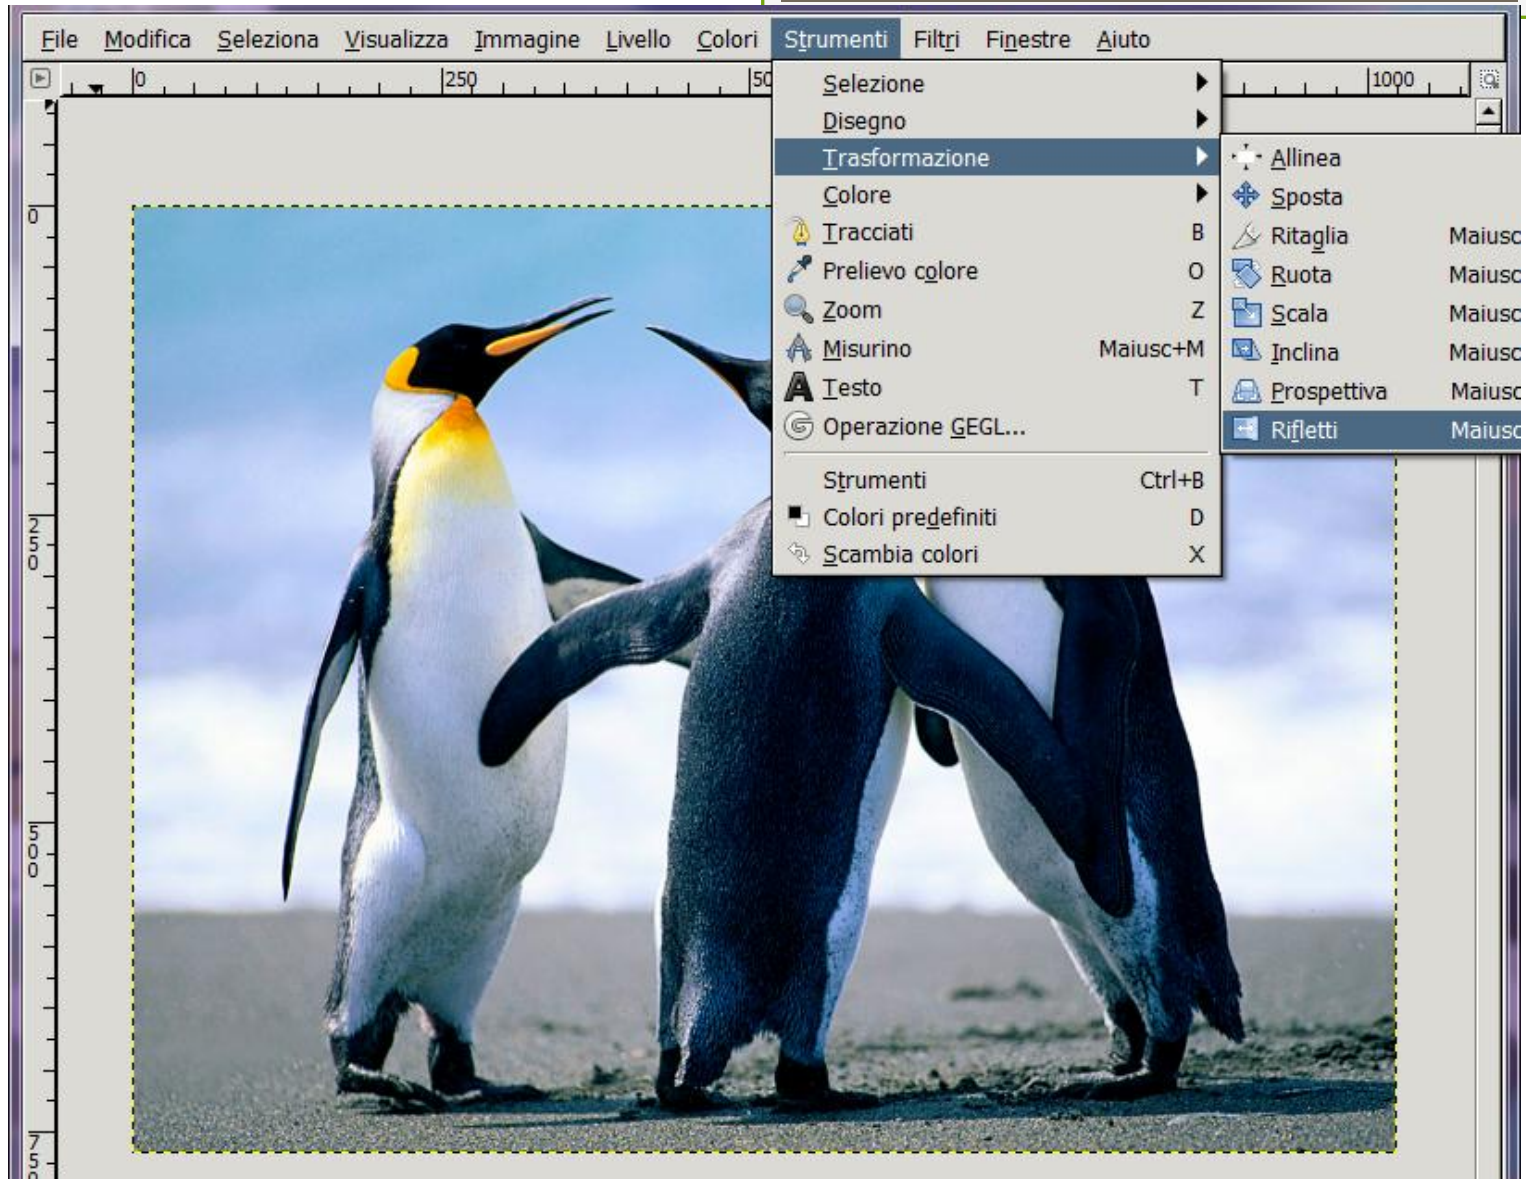 File Modifica Seleziona Visualizza Immagine Livello Colori Strumenti Filtri Finestre Aiuto
0 250 50 1000
Selezione
Disegno
Trasformazione
Colore
Tracciati B
Prelievo colore O
Zoom Z
Misurino Maiusc+M
Testo T
Operazione GEGL...
Strumenti Ctrl+B
Colori predefiniti D
Scambia colori X
Allinea
Sposta
Ritaglia Maiusc
Ruota Maiusc
Scala Maiusc
Inclina Maiusc
Prospettiva Maiusc
Rifletti Maiusc
0
250
500
750